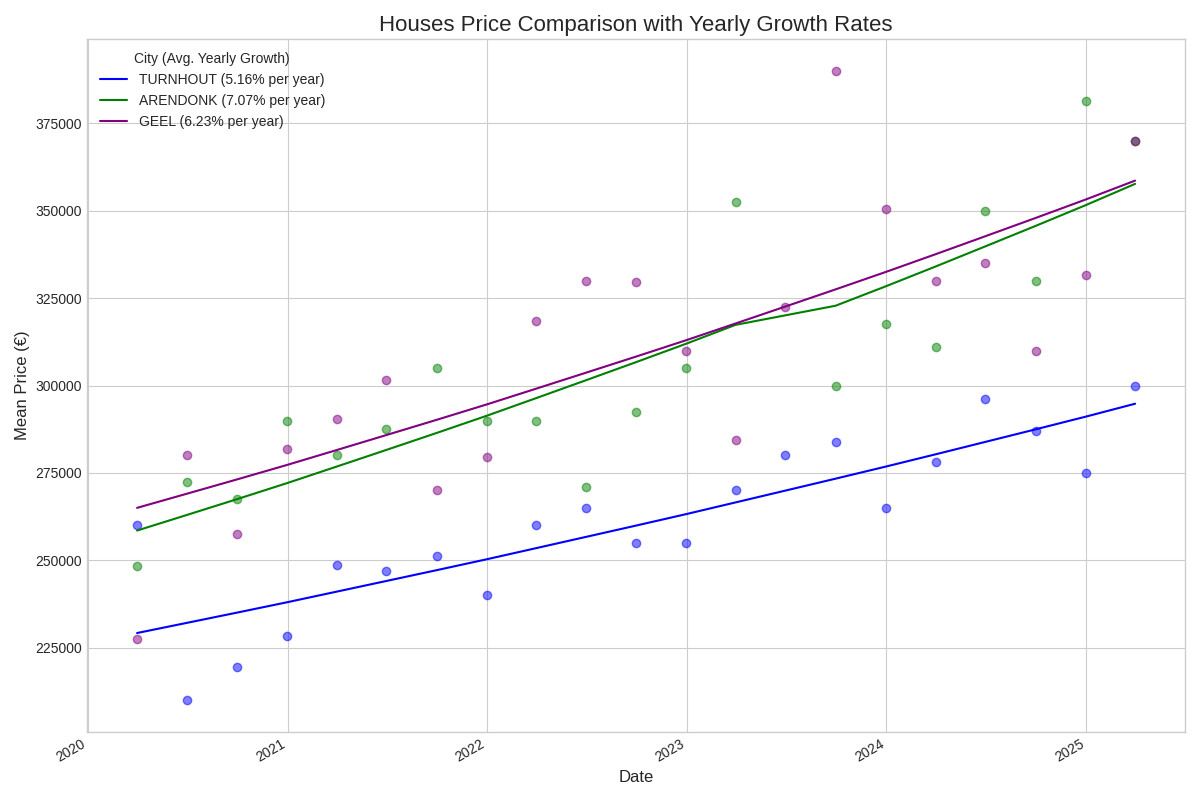 Houses Price Comparison with Yearly Growth Rates
City (Avg. Yearly Growth)
TURNHOUT (5.16% per year)
ARENDONK (7.07% per year)
GEEL (6.23% per year)
Mean Price (€)
375000
350000
325000
300000
275000
250000
225000
2020
2021
2022
2023
2024
2025
Date